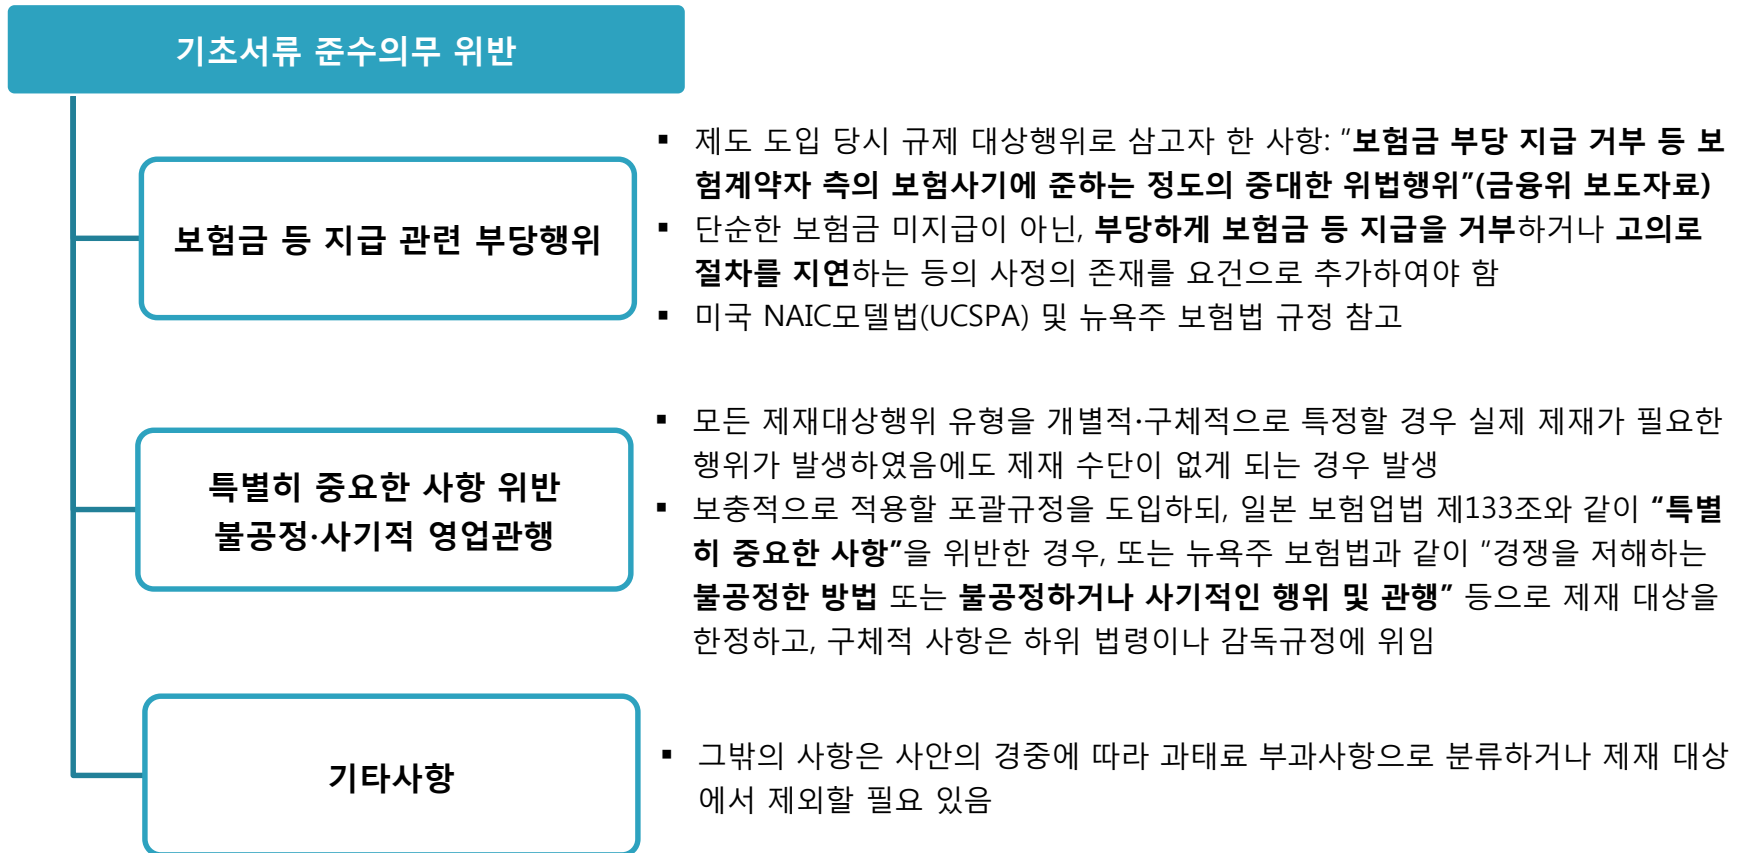 기초서류 준수의무 위반
보험금 등 지급 관련 부당행위
▪ 제도 도입 당시 규제 대상행위로 삼고자 한 사항: “보험금 부당 지급 거부 등 보
험계약자 측의 보험사기에 준하는 정도의 중대한 위법행위”(금융위 보도자료)
▪ 단순한 보험금 미지급이 아닌, 부당하게 보험금 등 지급을 거부하거나 고의로
절차를 지연하는 등의 사정의 존재를 요건으로 추가하여야 함
▪ 미국 NAIC모델법(UCSPA) 및 뉴욕주 보험법 규정 참고
특별히 중요한 사항 위반
불공정·사기적 영업관행
▪ 모든 제재대상행위 유형을 개별적·구체적으로 특정할 경우 실제 제재가 필요한
행위가 발생하였음에도 제재 수단이 없게 되는 경우 발생
▪ 보충적으로 적용할 포괄규정을 도입하되, 일본 보험업법 제133조와 같이 “특별
히 중요한 사항”을 위반한 경우, 또는 뉴욕주 보험법과 같이 “경쟁을 저해하는
불공정한 방법 또는 불공정하거나 사기적인 행위 및 관행” 등으로 제재 대상을
한정하고, 구체적 사항은 하위 법령이나 감독규정에 위임
기타사항
▪ 그밖의 사항은 사안의 경중에 따라 과태료 부과사항으로 분류하거나 제재 대상
에서 제외할 필요 있음